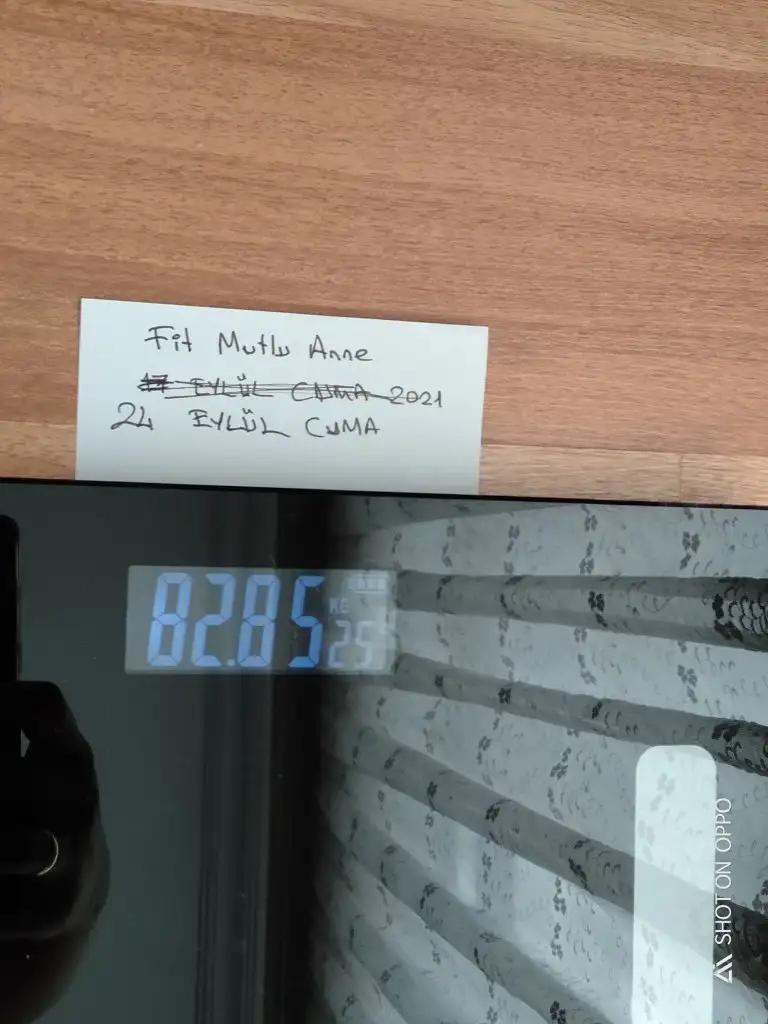 Fit Mutlu Anne
17 EYLÜL CUMA 2021
24 EYLÜL CUMA
82.85 KG
25
SHOT ON OPPO